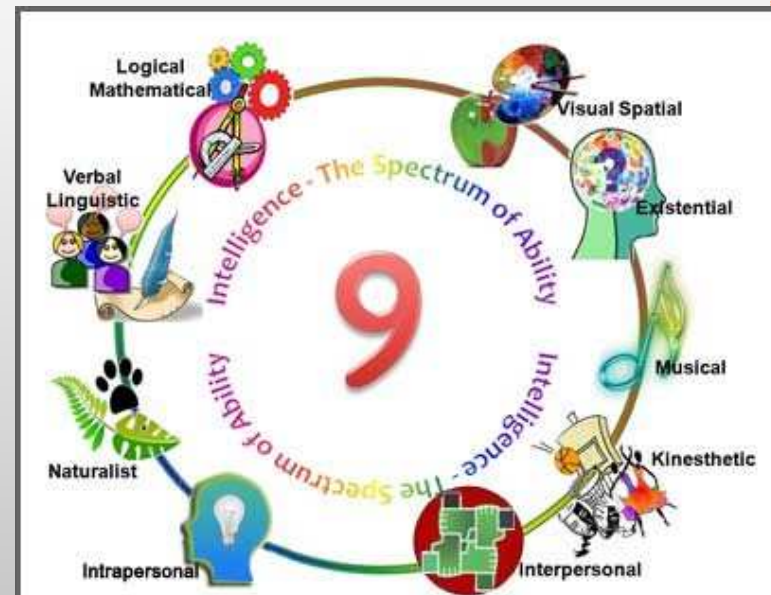 Logical
Mathematical
Visual Spatial
Verbal
Linguistic
Existential
Intelligence - The Spectrum of Ability
9
?
Intelligence - The Spectrum of Ability
Musical
Naturalist
Kinesthetic
Intrapersonal
Interpersonal